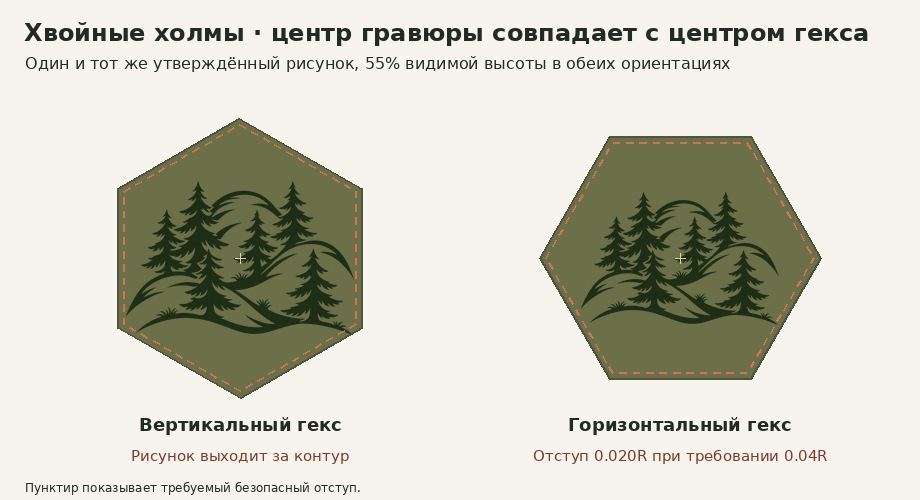 Хвойные холмы · центр гравюры совпадает с центром гекса
Один и тот же утверждённый рисунок, 55% видимой высоты в обеих ориентациях
Вертикальный гекс
Горизонтальный гекс
Рисунок выходит за контур
Отступ 0.020R при требовании 0.04R
Пунктир показывает требуемый безопасный отступ.